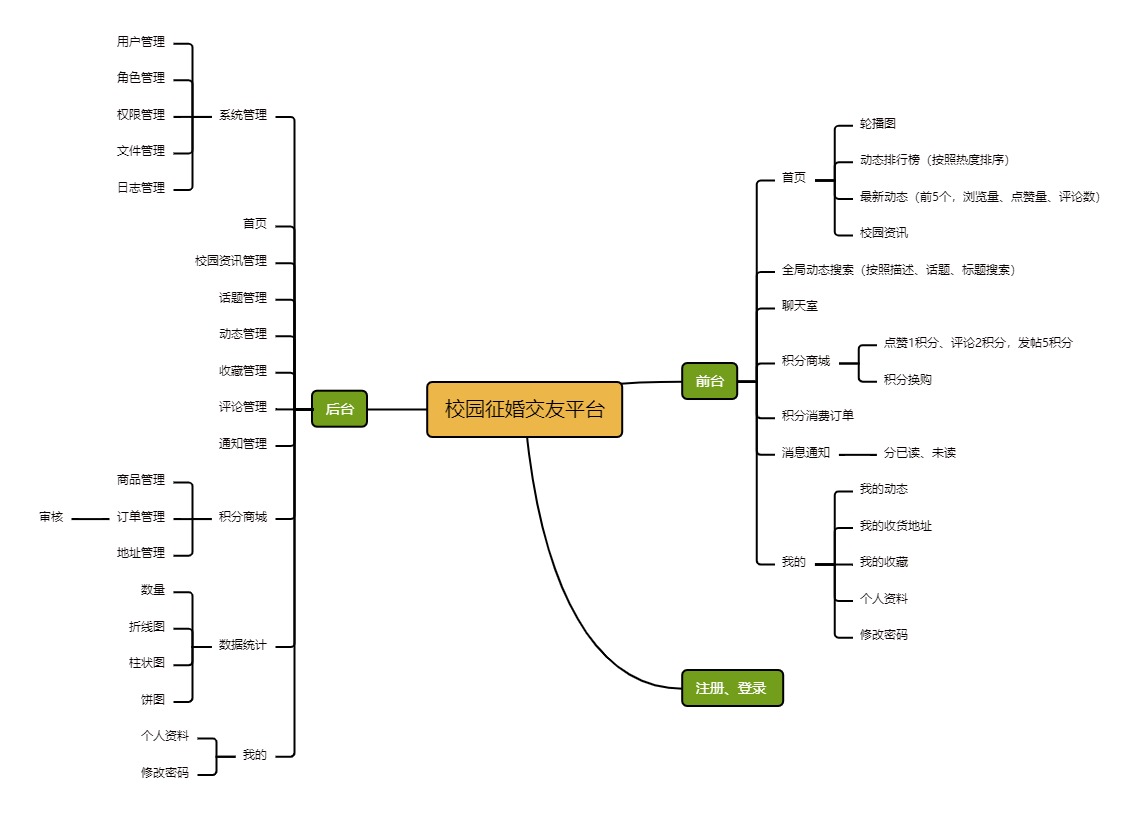 校园征婚交友平台
前台
首页
轮播图
动态排行榜（按照热度排序）
最新动态（前5个，浏览量、点赞量、评论数）
校园资讯
全局动态搜索（按照描述、话题、标题搜索）
聊天室
积分商城
点赞1积分、评论2积分，发帖5积分
积分换购
积分消费订单
消息通知
分已读、未读
我的
我的动态
我的收货地址
我的收藏
个人资料
修改密码
注册、登录
后台
系统管理
用户管理
角色管理
权限管理
文件管理
日志管理
首页
校园资讯管理
话题管理
动态管理
收藏管理
评论管理
通知管理
积分商城
商品管理
订单管理
审核
地址管理
数据统计
数量
折线图
柱状图
饼图
我的
个人资料
修改密码